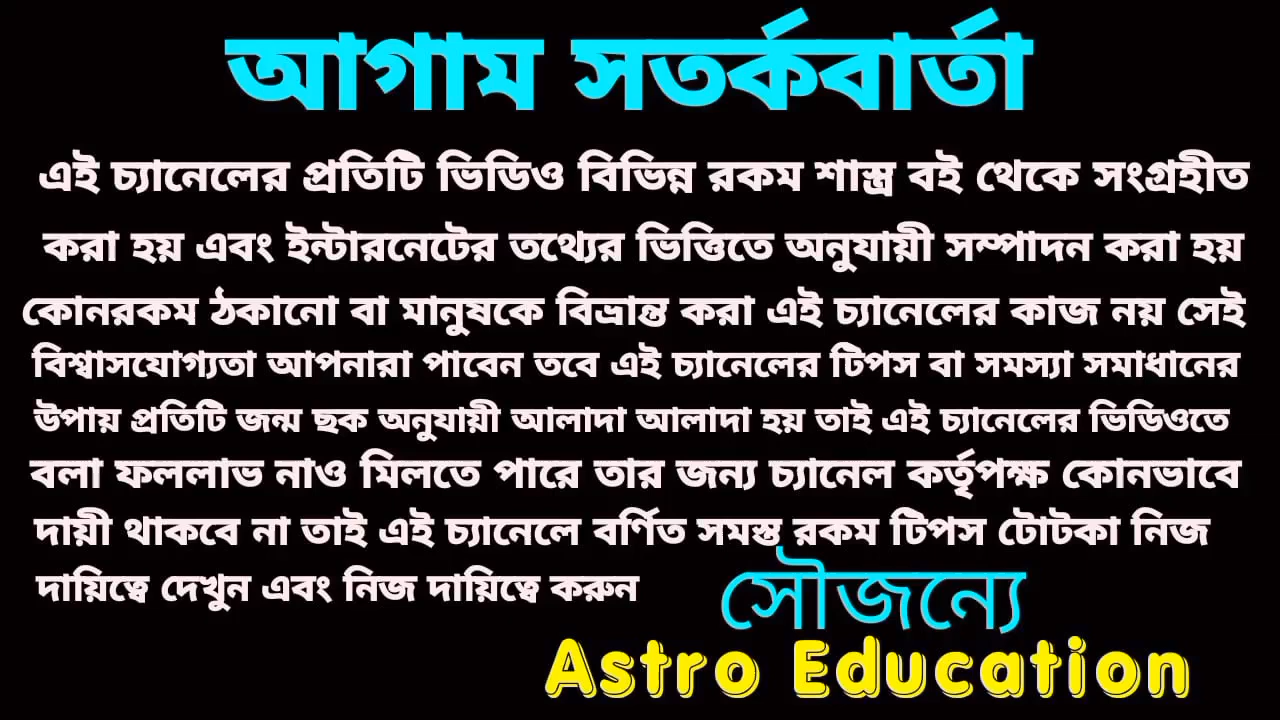 আগাম সতর্কবার্তা
এই চ্যানেলের প্রতিটি ভিডিও বিভিন্ন রকম শাস্ত্র বই থেকে সংগ্রহীত
করা হয় এবং ইন্টারনেটের তথ্যের ভিত্তিতে অনুযায়ী সম্পাদন করা হয়
কোনরকম ঠকানো বা মানুষকে বিভ্রান্ত করা এই চ্যানেলের কাজ নয় সেই
বিশ্বাসযোগ্যতা আপনারা পাবেন তবে এই চ্যানেলের টিপস বা সমস্যা সমাধানের
উপায় প্রতিটি জন্ম ছক অনুযায়ী আলাদা আলাদা হয় তাই এই চ্যানেলের ভিডিওতে
বলা ফললাভ নাও মিলতে পারে তার জন্য চ্যানেল কর্তৃপক্ষ কোনভাবে
দায়ী থাকবে না তাই এই চ্যানেলে বর্ণিত সমস্ত রকম টিপস টোটকা নিজ
দায়িত্বে দেখুন এবং নিজ দায়িত্বে করুন
সৌজন্যে
Astro Education